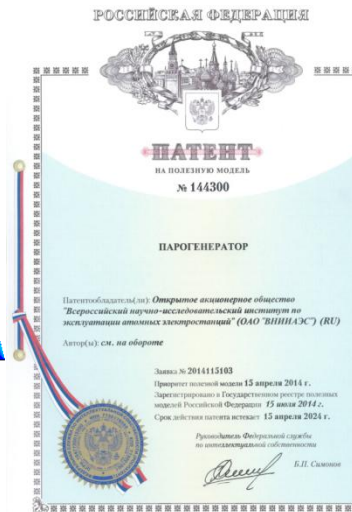 РОССИЙСКАЯ ФЕДЕРАЦИЯ
ПАТЕНТ
НА ПОЛЕЗНУЮ МОДЕЛЬ
№ 144300
ПАРОГЕНЕРАТОР
Патентообладатель(ли): Открытое акционерное общество
"Всероссийский научно-исследовательский институт по
эксплуатации атомных электростанций" (ОАО "ВНИИАЭС") (RU)
Автор(ы): см. на обороте
Заявка № 2014115103
Приоритет полезной модели 15 апреля 2014 г.
Зарегистрировано в Государственном реестре полезных
моделей Российской Федерации 15 июля 2014 г.
Срок действия патента истекает 15 апреля 2024 г.
Руководитель Федеральной службы
по интеллектуальной собственности
Б.П. Симонов